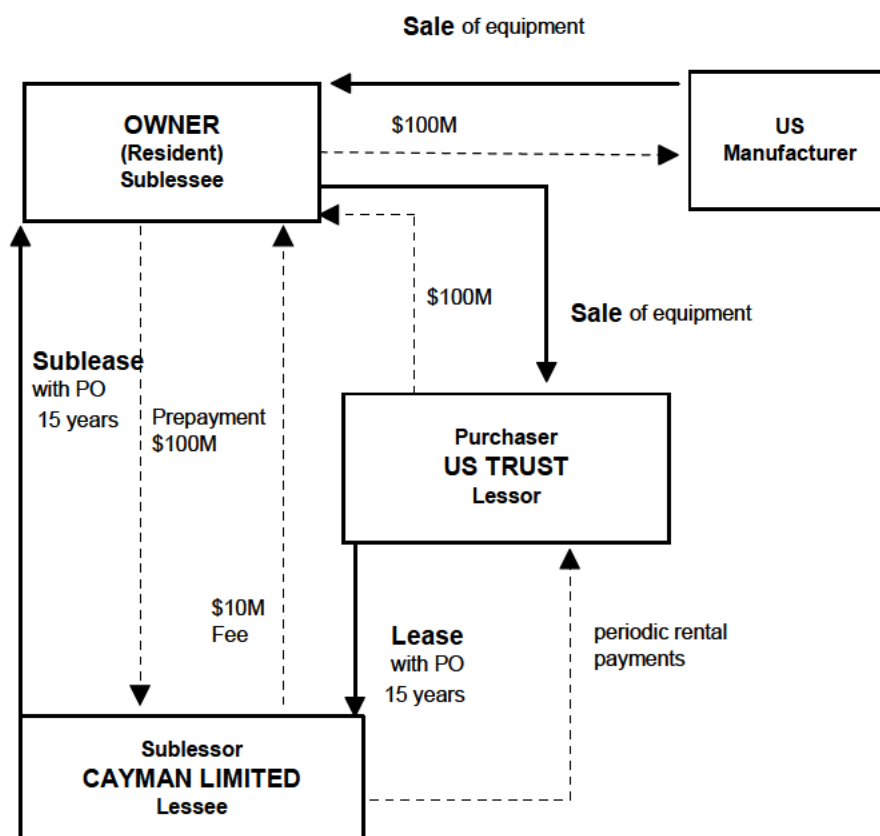 Sale of equipment
OWNER
(Resident)
Sublessee
$100M
US
Manufacturer
$100M
Sale of equipment
Sublease
with PO
15 years
Prepayment
$100M
Purchaser
US TRUST
Lessor
$10M
Fee
Lease
with PO
15 years
periodic rental
payments
Sublessor
CAYMAN LIMITED
Lessee